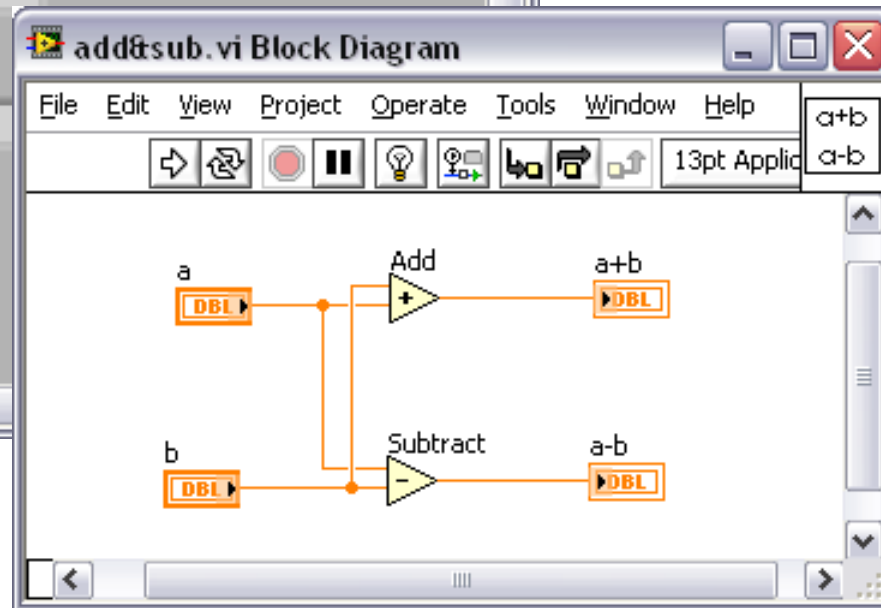 add&sub.vi Block Diagram
File Edit View Project Operate Tools Window Help
a+b
a-b
13pt Applic
a
DBL
Add
+
a+b
DBL
b
DBL
Subtract
-
a-b
DBL